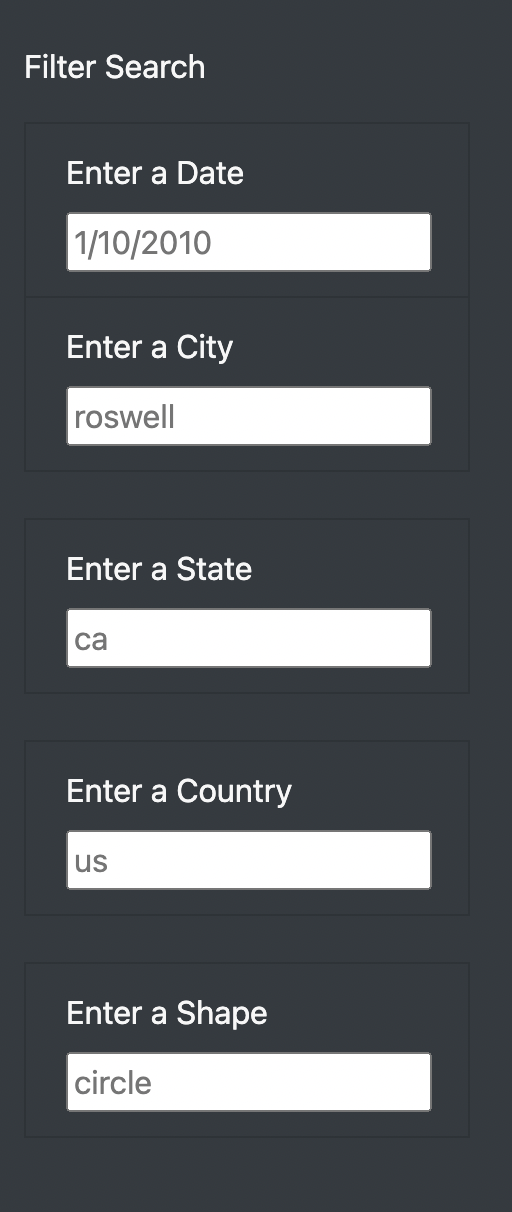 Filter Search
Enter a Date
1/10/2010
Enter a City
roswell
Enter a State
ca
Enter a Country
us
Enter a Shape
circle